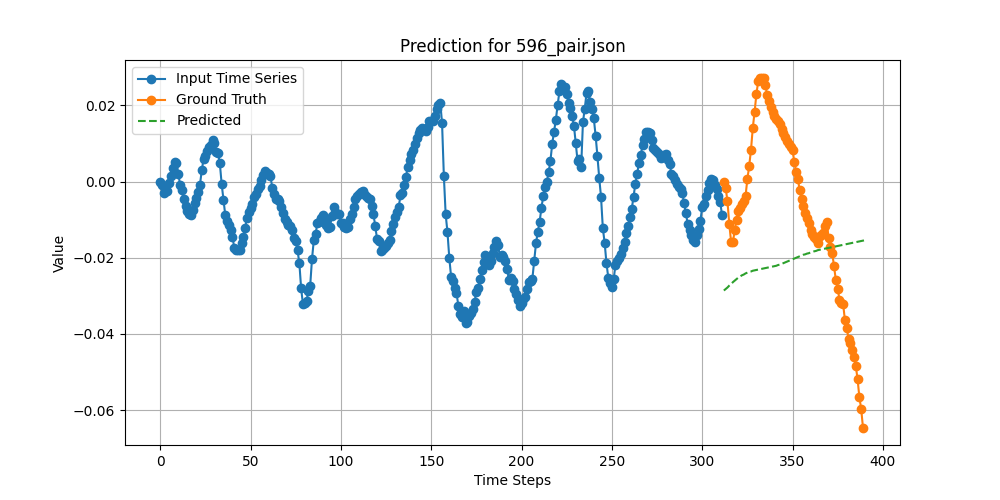 Prediction for 596_pair.json
Input Time Series
Ground Truth
Predicted
0.02
0.00
−0.02
−0.04
−0.06
Value
0 50 100 150 200 250 300 350 400
Time Steps